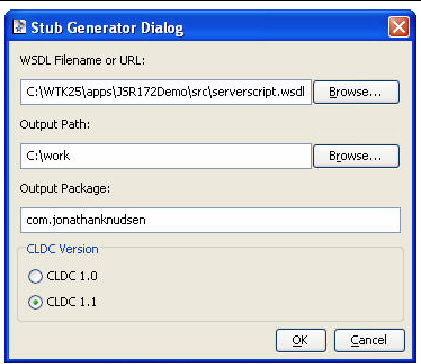 Stub Generator Dialog
WSDL Filename or URL:
C:\WTK25\apps\JSR172Demo\src\serverscript.wsdl Browse...
Output Path:
C:\work Browse...
Output Package:
com.jonathanknudsen
CLDC Version
CLDC 1.0
CLDC 1.1
OK Cancel